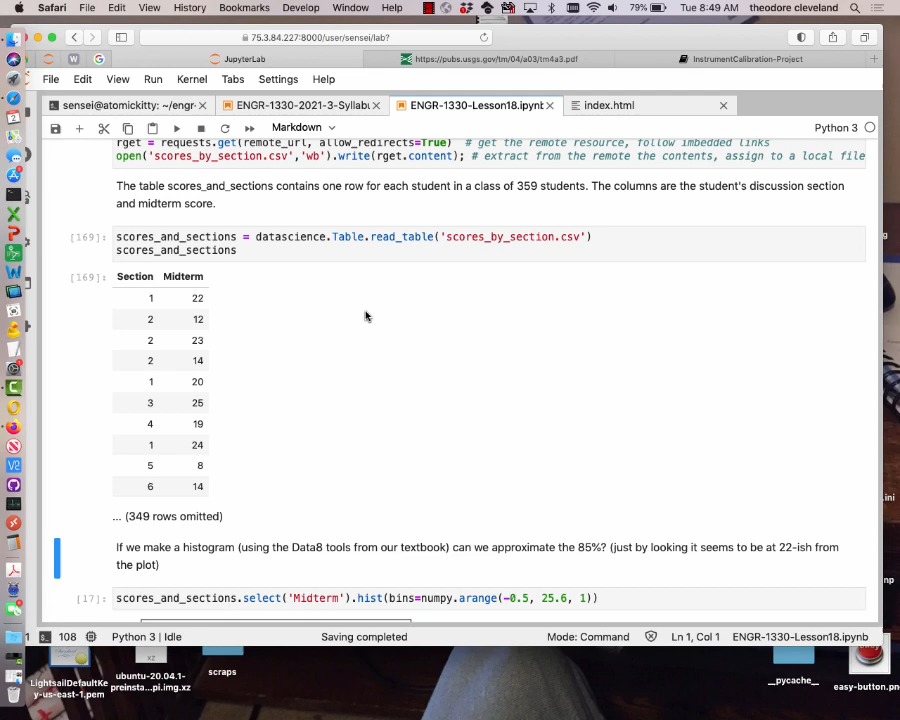 Safari File Edit View History Bookmarks Develop Window Help 79% Tue 8:49 AM theodore cleveland
75.3.84.227:8000/user/sensei/lab?
JupyterLab https://pubs.usgs.gov/tm/04/a03/tm4a3.pdf InstrumentCalibration-Project
File Edit View Run Kernel Tabs Settings Help
sensei@atomickitty: ~/engr- ENGR-1330-2021-3-Syllabu ENGR-1330-Lesson18.ipynb index.html
Markdown Python 3
rget = requests.get(remote_url, allow_redirects=True) # get the remote resource, follow imbedded links
open('scores_by_section.csv','wb').write(rget.content); # extract from the remote the contents, assign to a local file
The table scores_and_sections contains one row for each student in a class of 359 students. The columns are the student's discussion section
and midterm score.
[169]: scores_and_sections = datascience.Table.read_table('scores_by_section.csv')
scores_and_sections
[169]: Section Midterm
1 22
2 12
2 23
2 14
1 20
3 25
4 19
1 24
5 8
6 14
... (349 rows omitted)
If we make a histogram (using the Data8 tools from our textbook) can we approximate the 85%? (just by looking it seems to be at 22-ish from
the plot)
[17]: scores_and_sections.select('Midterm').hist(bins=numpy.arange(-0.5, 25.6, 1))
1 108 Python 3 | Idle Saving completed Mode: Command Ln 1, Col 1 ENGR-1330-Lesson18.ipynb
LightsailDefaultKe
y-us-east-1.pem
ubuntu-20.04.1-
preinsta...pi.img.xz
scraps
__pycache__
easy-button.pn